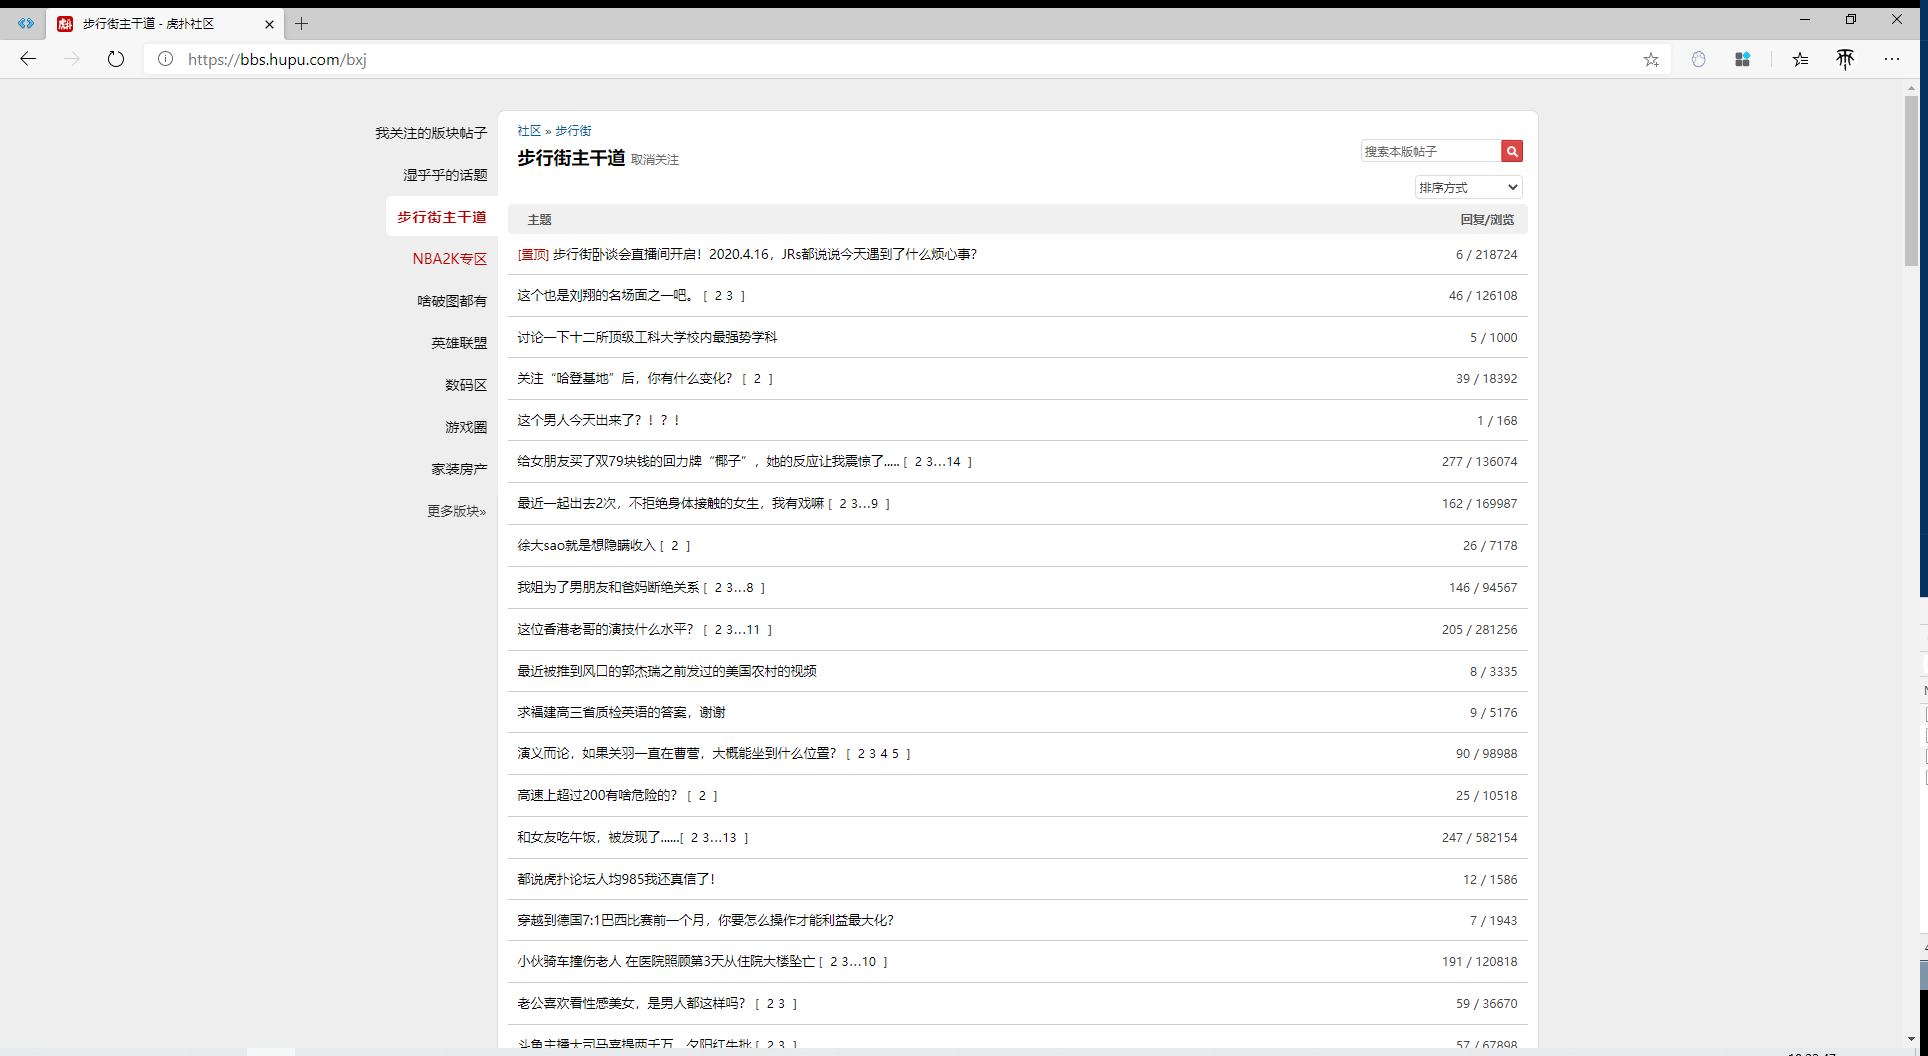 步行街主干道 - 虎扑社区
https://bbs.hupu.com/bxj
我关注的版块帖子
湿乎乎的话题
步行街主干道
NBA2K专区
啥破图都有
英雄联盟
数码区
游戏圈
家装房产
更多版块»
社区 » 步行街
步行街主干道 取消关注
搜索本版帖子
排序方式
主题 回复/浏览
[置顶] 步行街卧谈会直播间开启！2020.4.16，JRs都说说今天遇到了什么烦心事? 6 / 218724
这个也是刘翔的名场面之一吧。 [ 2 3 ] 46 / 126108
讨论一下十二所顶级工科大学校内最强势学科 5 / 1000
关注“哈登基地”后，你有什么变化？ [ 2 ] 39 / 18392
这个男人今天出来了？！？！ 1 / 168
给女朋友买了双79块钱的回力牌“椰子”，她的反应让我震惊了..... [ 2 3...14 ] 277 / 136074
最近一起出去2次，不拒绝身体接触的女生，我有戏嘛 [ 2 3...9 ] 162 / 169987
徐大sao就是想隐瞒收入 [ 2 ] 26 / 7178
我姐为了男朋友和爸妈断绝关系 [ 2 3...8 ] 146 / 94567
这位香港老哥的演技什么水平？ [ 2 3...11 ] 205 / 281256
最近被推到风口的郭杰瑞之前发过的美国农村的视频 8 / 3335
求福建高三省质检英语的答案，谢谢 9 / 5176
演义而论，如果关羽一直在曹营，大概能坐到什么位置？ [ 2 3 4 5 ] 90 / 98988
高速上超过200有啥危险的？ [ 2 ] 25 / 10518
和女友吃午饭，被发现了......[ 2 3...13 ] 247 / 582154
都说虎扑论坛人均985我还真信了！ 12 / 1586
穿越到德国7:1巴西比赛前一个月，你要怎么操作才能利益最大化？ 7 / 1943
小伙骑车撞伤老人 在医院照顾第3天从住院大楼坠亡 [ 2 3...10 ] 191 / 120818
老公喜欢看性感美女，是男人都这样吗？ [ 2 3 ] 59 / 36670
斗鱼主播大司马喜提两千万，夕阳红牛批 [ 2 3 ] 57 / 67898